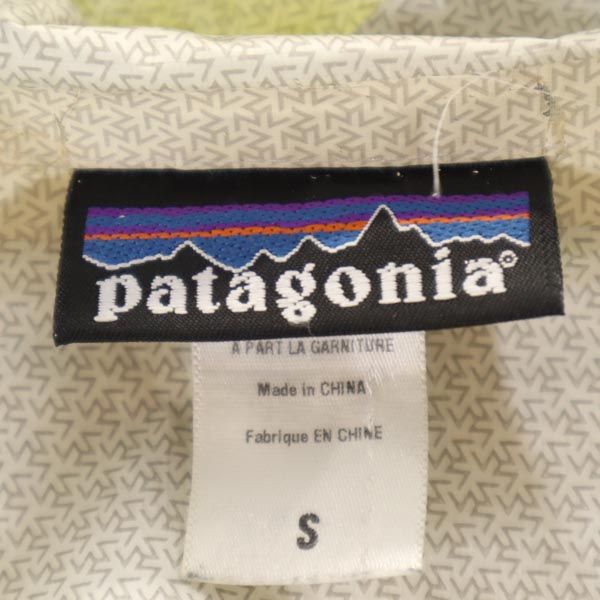 patagonia®
A PART LA GARNITURE
Made in CHINA
Fabrique EN CHINE
S